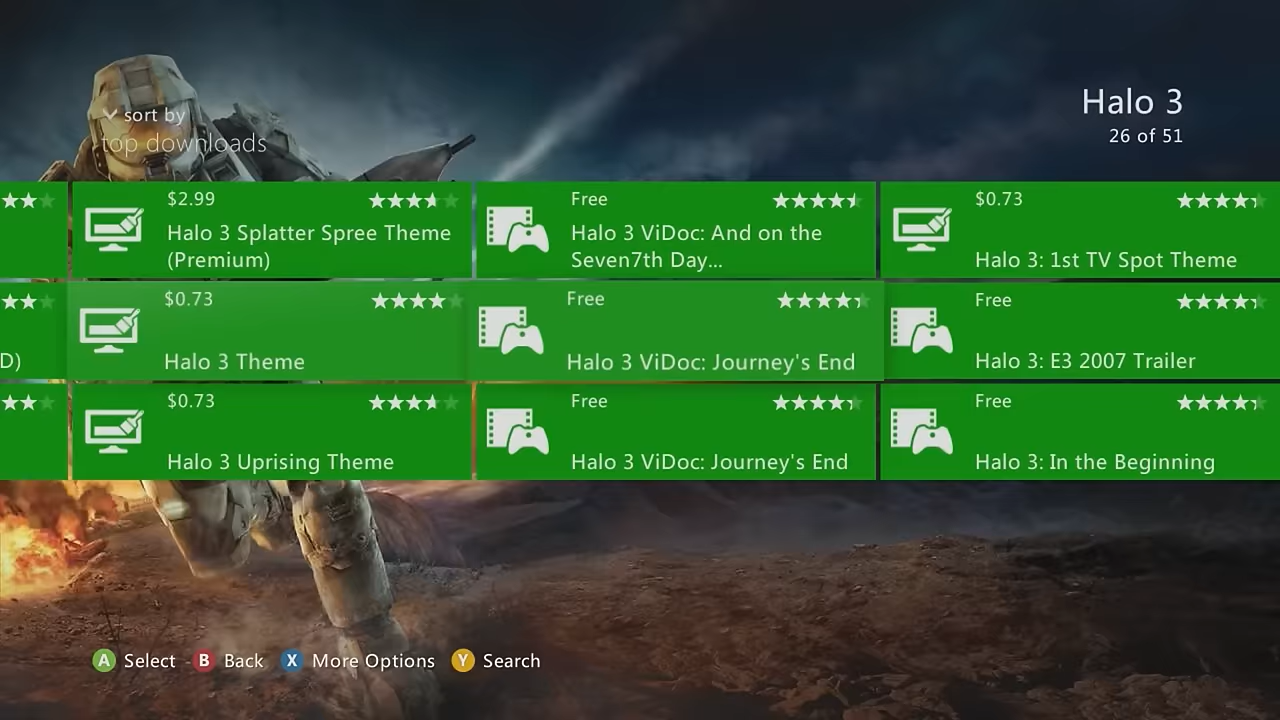 sort by
top downloads
Halo 3
26 of 51
$2.99
Halo 3 Splatter Spree Theme
(Premium)
Free
Halo 3 ViDoc: And on the
Seven7th Day...
$0.73
Halo 3: 1st TV Spot Theme
D)
$0.73
Halo 3 Theme
Free
Halo 3 ViDoc: Journey's End
Free
Halo 3: E3 2007 Trailer
$0.73
Halo 3 Uprising Theme
Free
Halo 3 ViDoc: Journey's End
Free
Halo 3: In the Beginning
A Select B Back X More Options Y Search